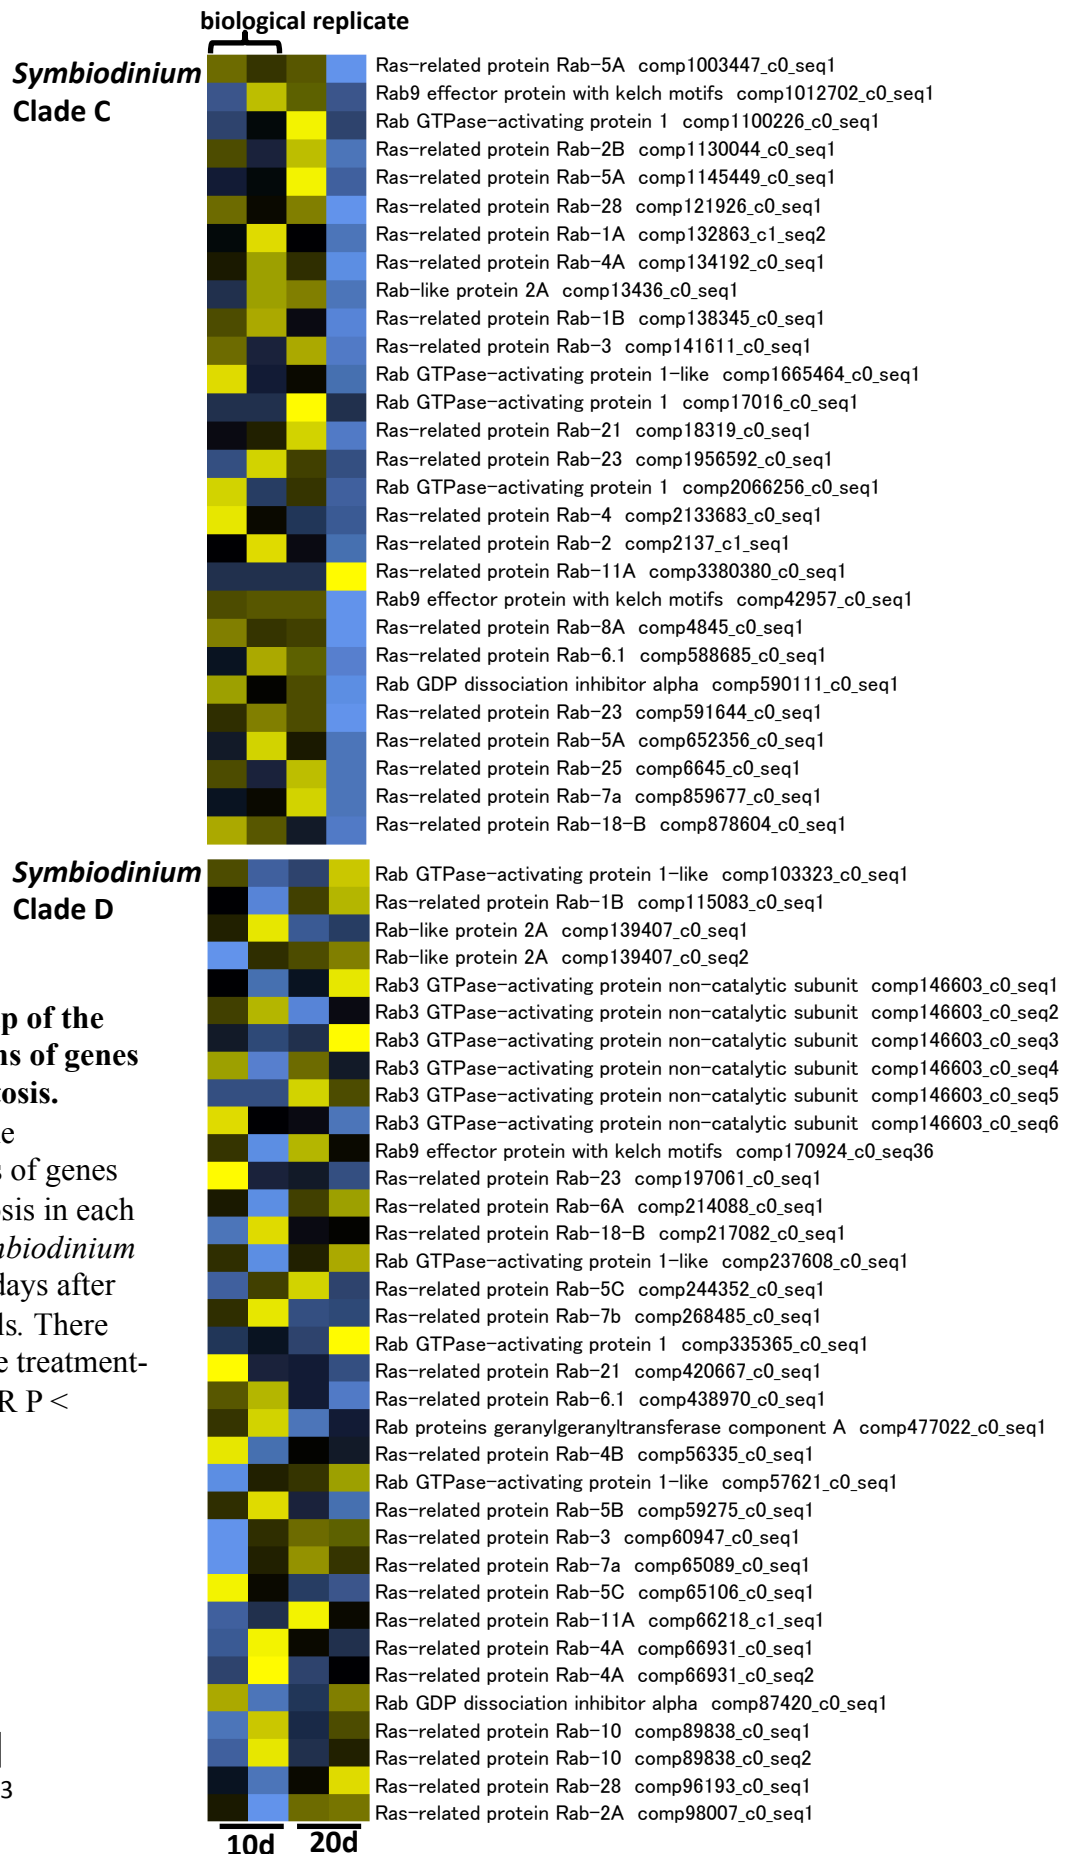 biological replicate
Symbiodinium
Clade C
Ras-related protein Rab-5A comp1003447_c0_seq1
Rab9 effector protein with kelch motifs comp1012702_c0_seq1
Rab GTPase-activating protein 1 comp1100226_c0_seq1
Ras-related protein Rab-2B comp1130044_c0_seq1
Ras-related protein Rab-5A comp1145449_c0_seq1
Ras-related protein Rab-28 comp121926_c0_seq1
Ras-related protein Rab-1A comp132863_c1_seq2
Ras-related protein Rab-4A comp134192_c0_seq1
Rab-like protein 2A comp13436_c0_seq1
Ras-related protein Rab-1B comp138345_c0_seq1
Ras-related protein Rab-3 comp141611_c0_seq1
Rab GTPase-activating protein 1-like comp1665464_c0_seq1
Rab GTPase-activating protein 1 comp17016_c0_seq1
Ras-related protein Rab-21 comp18319_c0_seq1
Ras-related protein Rab-23 comp1956592_c0_seq1
Rab GTPase-activating protein 1 comp2066256_c0_seq1
Ras-related protein Rab-4 comp2133683_c0_seq1
Ras-related protein Rab-2 comp2137_c1_seq1
Ras-related protein Rab-11A comp3380380_c0_seq1
Rab9 effector protein with kelch motifs comp42957_c0_seq1
Ras-related protein Rab-8A comp4845_c0_seq1
Ras-related protein Rab-6.1 comp588685_c0_seq1
Rab GDP dissociation inhibitor alpha comp590111_c0_seq1
Ras-related protein Rab-23 comp591644_c0_seq1
Ras-related protein Rab-5A comp652356_c0_seq1
Ras-related protein Rab-25 comp6645_c0_seq1
Ras-related protein Rab-7a comp859677_c0_seq1
Ras-related protein Rab-18-B comp878604_c0_seq1
Symbiodinium
Clade D
Rab GTPase-activating protein 1-like comp103323_c0_seq1
Ras-related protein Rab-1B comp115083_c0_seq1
Rab-like protein 2A comp139407_c0_seq1
Rab-like protein 2A comp139407_c0_seq2
Rab3 GTPase-activating protein non-catalytic subunit comp146603_c0_seq1
Rab3 GTPase-activating protein non-catalytic subunit comp146603_c0_seq2
Rab3 GTPase-activating protein non-catalytic subunit comp146603_c0_seq3
Rab3 GTPase-activating protein non-catalytic subunit comp146603_c0_seq4
Rab3 GTPase-activating protein non-catalytic subunit comp146603_c0_seq5
Rab3 GTPase-activating protein non-catalytic subunit comp146603_c0_seq6
Rab9 effector protein with kelch motifs comp170924_c0_seq36
Ras-related protein Rab-23 comp197061_c0_seq1
Ras-related protein Rab-6A comp214088_c0_seq1
Ras-related protein Rab-18-B comp217082_c0_seq1
Rab GTPase-activating protein 1-like comp237608_c0_seq1
Ras-related protein Rab-5C comp244352_c0_seq1
Ras-related protein Rab-7b comp268485_c0_seq1
Rab GTPase-activating protein 1 comp335365_c0_seq1
Ras-related protein Rab-21 comp420667_c0_seq1
Ras-related protein Rab-6.1 comp438970_c0_seq1
Rab proteins geranylgeranyltransferase component A comp477022_c0_seq1
Ras-related protein Rab-4B comp56335_c0_seq1
Rab GTPase-activating protein 1-like comp57621_c0_seq1
Ras-related protein Rab-5B comp59275_c0_seq1
Ras-related protein Rab-3 comp60947_c0_seq1
Ras-related protein Rab-7a comp65089_c0_seq1
Ras-related protein Rab-5C comp65106_c0_seq1
Ras-related protein Rab-11A comp66218_c1_seq1
Ras-related protein Rab-4A comp66931_c0_seq1
Ras-related protein Rab-4A comp66931_c0_seq2
Rab GDP dissociation inhibitor alpha comp87420_c0_seq1
Ras-related protein Rab-10 comp89838_c0_seq1
Ras-related protein Rab-10 comp89838_c0_seq2
Ras-related protein Rab-28 comp96193_c0_seq1
Ras-related protein Rab-2A comp98007_c0_seq1
p of the
ns of genes
tosis.
e
s of genes
osis in each
nbiodinium
days after
ls. There
e treatment-
R P <
3
10d 20d